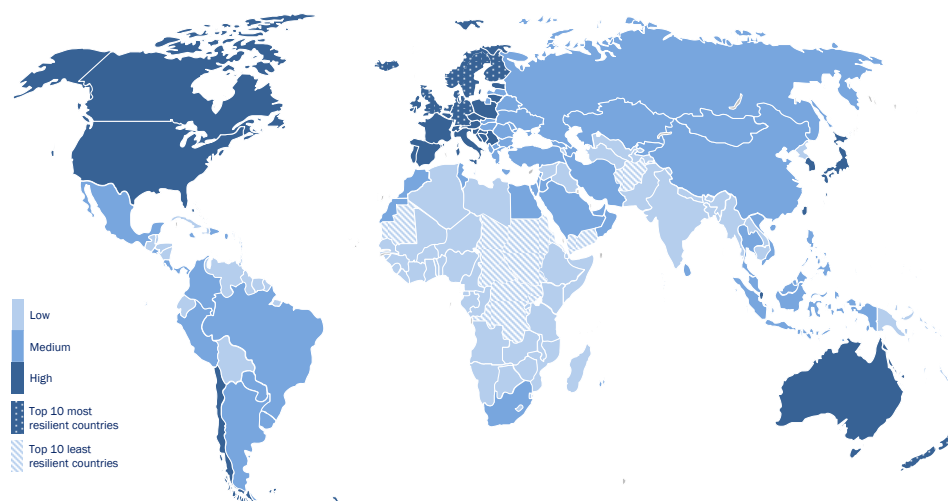 Low
Medium
High
Top 10 most
resilient countries
Top 10 least
resilient countries